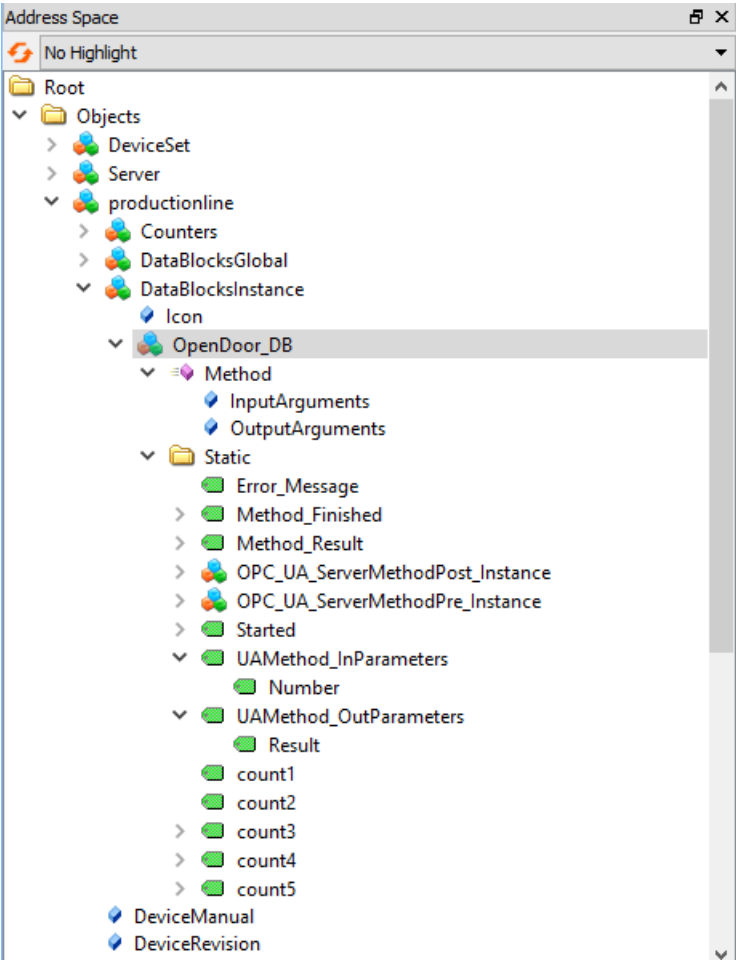 Address Space
No Highlight
Root
Objects
DeviceSet
Server
productionline
Counters
DataBlocksGlobal
DataBlocksInstance
Icon
OpenDoor_DB
Method
InputArguments
OutputArguments
Static
Error_Message
Method_Finished
Method_Result
OPC_UA_ServerMethodPost_Instance
OPC_UA_ServerMethodPre_Instance
Started
UAMethod_InParameters
Number
UAMethod_OutParameters
Result
count1
count2
count3
count4
count5
DeviceManual
DeviceRevision